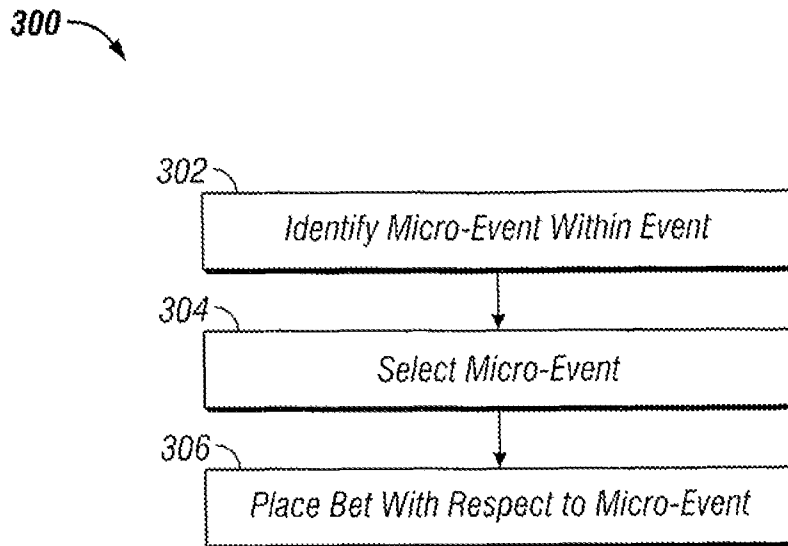 300
302
Identify Micro-Event Within Event
304
Select Micro-Event
306
Place Bet With Respect to Micro-Event